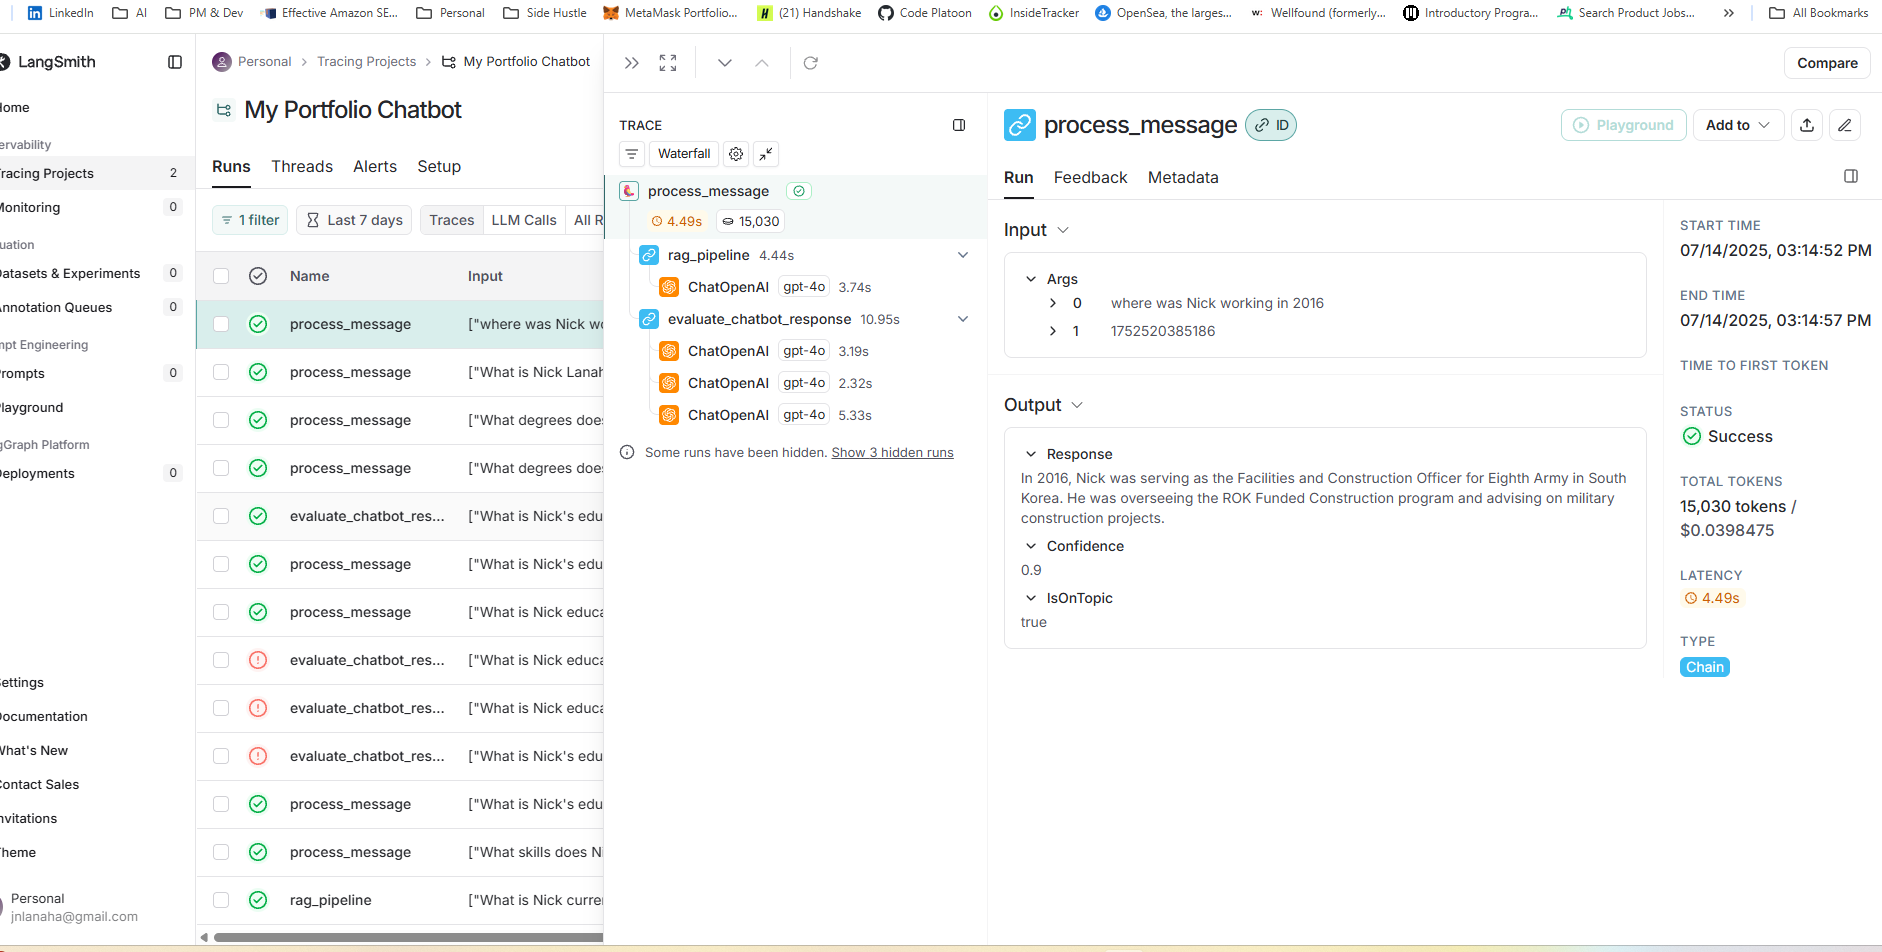 LinkedIn
AI
PM & Dev
Effective Amazon SE...
Personal
Side Hustle
MetaMask Portfolio...
(21) Handshake
Code Platoon
InsideTracker
OpenSea, the larges...
Wellfound (formerly...
Introductory Progra...
Search Product Jobs...
All Bookmarks
LangSmith
ome
ervability
racing Projects 2
Monitoring 0
uation
atasets & Experiments 0
nnotation Queues 0
mpt Engineering
rompts 0
layground
gGraph Platform
eployments 0
ettings
ocumentation
What's New
ontact Sales
nvitations
heme
Personal
jnlanaha@gmail.com
Personal > Tracing Projects > My Portfolio Chatbot
My Portfolio Chatbot
Runs Threads Alerts Setup
1 filter Last 7 days Traces LLM Calls All R
Name Input
process_message ["where was Nick wo
process_message ["What is Nick Lanah
process_message ["What degrees doe
process_message ["What degrees doe
evaluate_chatbot_res... ["What is Nick's edu
process_message ["What is Nick's edu
process_message ["What is Nick educa
evaluate_chatbot_res... ["What is Nick educa
evaluate_chatbot_res... ["What is Nick educa
evaluate_chatbot_res... ["What is Nick's edu
process_message ["What is Nick's edu
process_message ["What skills does Ni
rag_pipeline ["What is Nick curre
Compare
TRACE
Waterfall
process_message
4.49s 15,030
rag_pipeline 4.44s
ChatOpenAI gpt-4o 3.74s
evaluate_chatbot_response 10.95s
ChatOpenAI gpt-4o 3.19s
ChatOpenAI gpt-4o 2.32s
ChatOpenAI gpt-4o 5.33s
Some runs have been hidden. Show 3 hidden runs
process_message ID
Playground Add to
Run Feedback Metadata
Input
Args
0 where was Nick working in 2016
1 1752520385186
Output
Response
In 2016, Nick was serving as the Facilities and Construction Officer for Eighth Army in South
Korea. He was overseeing the ROK Funded Construction program and advising on military
construction projects.
Confidence
0.9
IsOnTopic
true
START TIME
07/14/2025, 03:14:52 PM
END TIME
07/14/2025, 03:14:57 PM
TIME TO FIRST TOKEN
STATUS
Success
TOTAL TOKENS
15,030 tokens /
$0.0398475
LATENCY
4.49s
TYPE
Chain